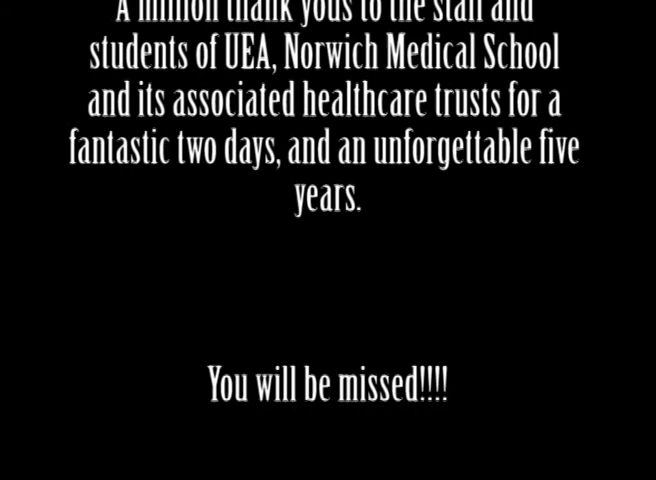 A million thank yous to the staff and
students of UEA, Norwich Medical School
and its associated healthcare trusts for a
fantastic two days, and an unforgettable five
years.
You will be missed!!!!